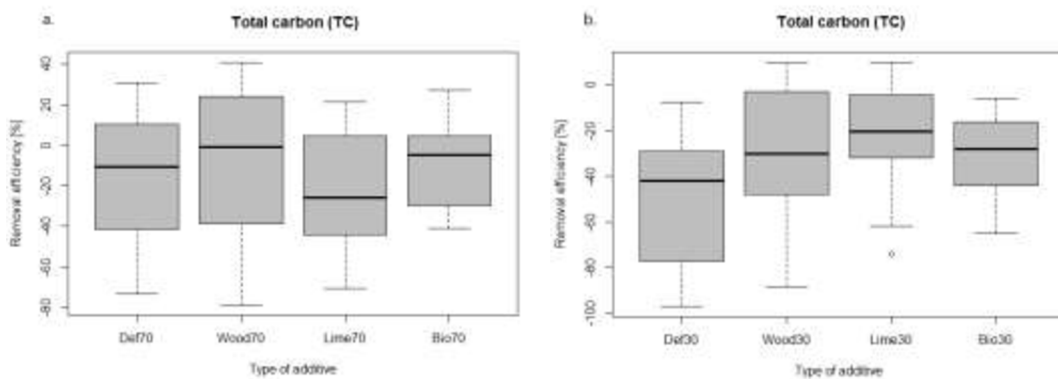 a.
Total carbon (TC)
Removal efficiency [%]
40
20
0
-20
-40
-60
-80
Def70 Wood70 Lime70 Bio70
Type of additive
b.
Total carbon (TC)
Removal efficiency [%]
0
-20
-40
-60
-80
-100
Def30 Wood30 Lime30 Bio30
Type of additive